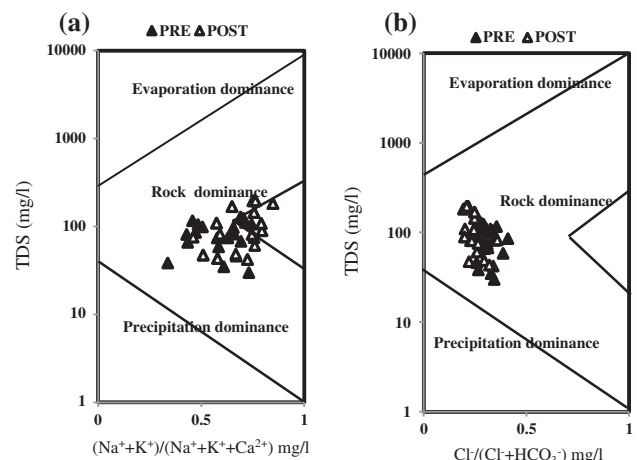 (a)
▲PRE △POST
10000
1000
100
10
1
TDS (mg/l)
Evaporation dominance
Rock dominance
Precipitation dominance
0
0.5
1
(Na⁺+K⁺)/(Na⁺+K⁺+Ca²⁺) mg/l
(b)
▲PRE △POST
10000
1000
100
10
1
TDS (mg/l)
Evaporation dominance
Rock dominance
Precipitation dominance
0
1
Cl⁻/(Cl⁻+HCO₃⁻) mg/l